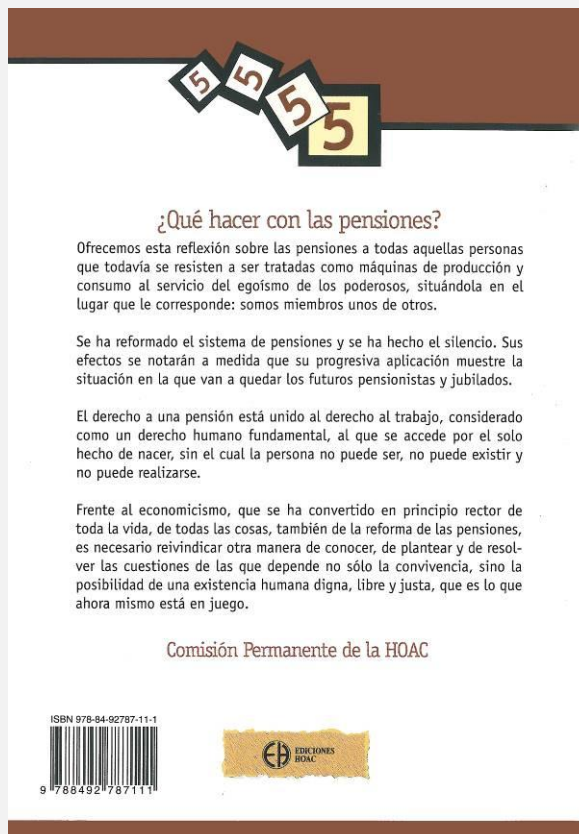 5 5 5 5
¿Qué hacer con las pensiones?
Ofrecemos esta reflexión sobre las pensiones a todas aquellas personas
que todavía se resisten a ser tratadas como máquinas de producción y
consumo al servicio del egoísmo de los poderosos, situándola en el
lugar que le corresponde: somos miembros unos de otros.
Se ha reformado el sistema de pensiones y se ha hecho el silencio. Sus
efectos se notarán a medida que su progresiva aplicación muestre la
situación en la que van a quedar los futuros pensionistas y jubilados.
El derecho a una pensión está unido al derecho al trabajo, considerado
como un derecho humano fundamental, al que se accede por el solo
hecho de nacer, sin el cual la persona no puede ser, no puede existir y
no puede realizarse.
Frente al economicismo, que se ha convertido en principio rector de
toda la vida, de todas las cosas, también de la reforma de las pensiones,
es necesario reivindicar otra manera de conocer, de plantear y de resol-
ver las cuestiones de las que depende no sólo la convivencia, sino la
posibilidad de una existencia humana digna, libre y justa, que es lo que
ahora mismo está en juego.
Comisión Permanente de la HOAC
ISBN 978-84-92787-11-1
9 788492 787111
EH EDICIONES
HOAC